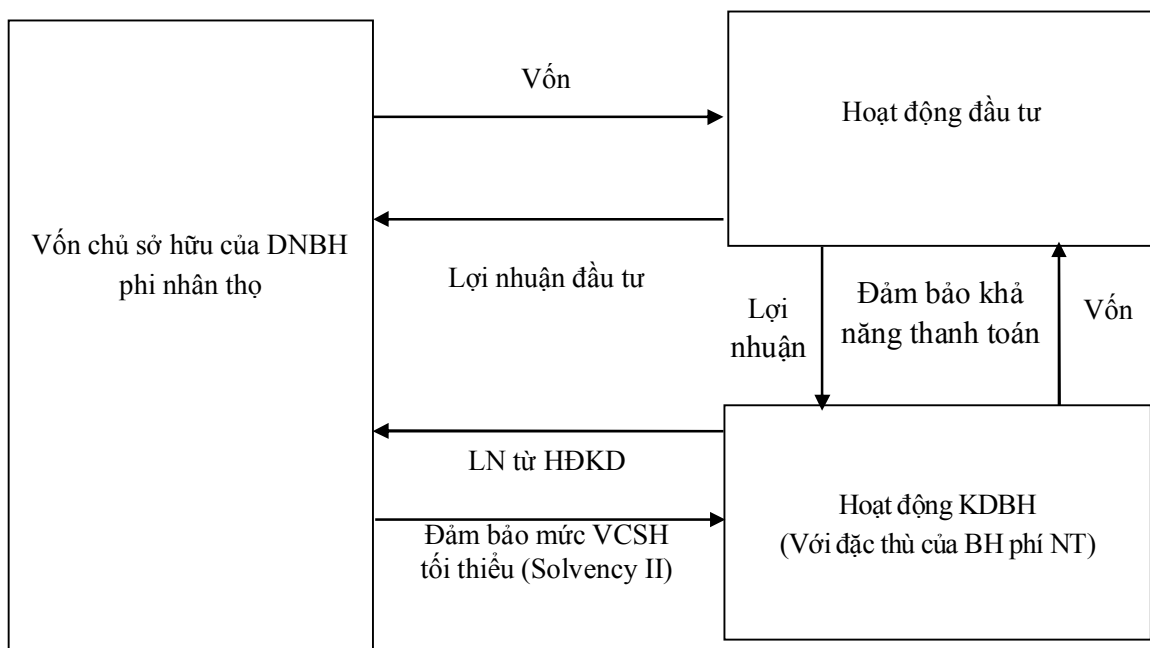 Vốn
Hoạt động đầu tư
Vốn chủ sở hữu của DNBH
phi nhân thọ
Lợi nhuận đầu tư
Lợi
nhuận
Đảm bảo khả
năng thanh toán
Vốn
LN từ HĐKD
Đảm bảo mức VCSH
tối thiểu (Solvency II)
Hoạt động KDBH
(Với đặc thù của BH phí NT)